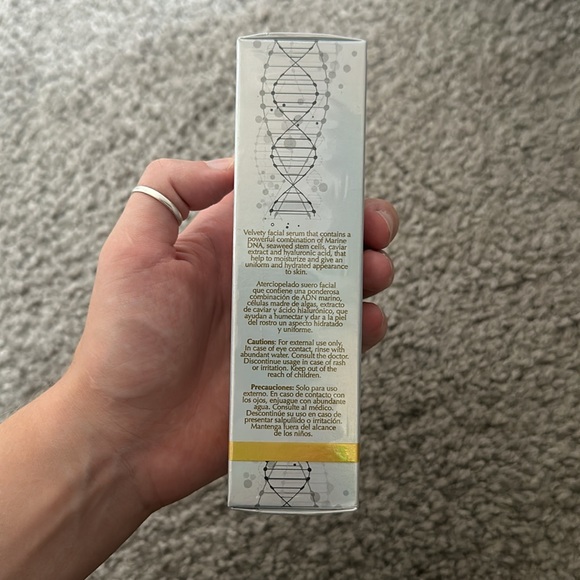 Velvety facial serum that contains a
powerful combination of Marine
DNA, seaweed stem cells, caviar
extract and hyaluronic acid, that
help to moisturize and give an
uniform and hydrated appearance
to skin.
Aterciopelado suero facial
que contiene una ponderosa
combinación de ADN marino,
células madre de algas, extracto
de caviar y ácido hialurónico, que
ayudan a humectar y dar a la piel
del rostro un aspecto hidratado
y uniforme.
Cautions: For external use only.
In case of eye contact, rinse with
abundant water. Consult the doctor.
Discontinue usage in case of rash
or irritation. Keep out of the
reach of children.
Precauciones: Solo para uso
externo. En caso de contacto con
los ojos, enjuague con abundante
agua. Consulte al médico.
Descontinúe su uso en caso de
presentar salpullido o irritación.
Mantenga fuera del alcance
de los niños.